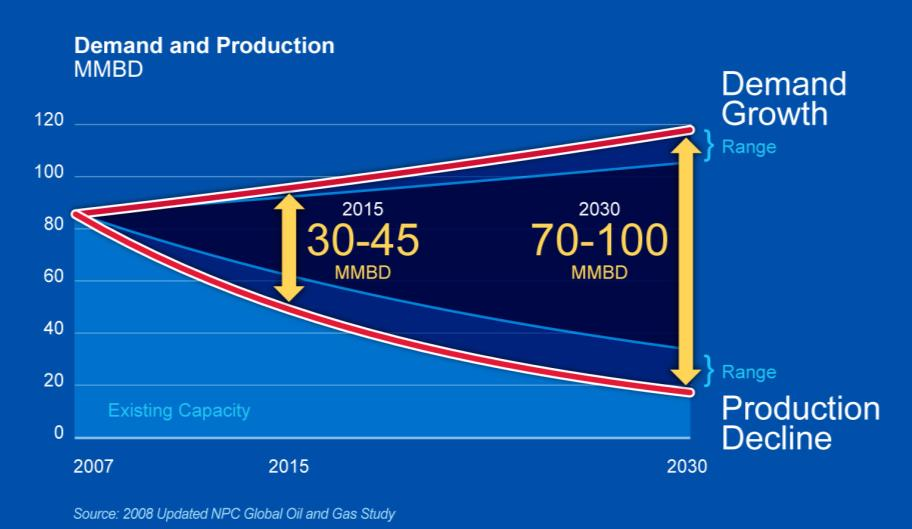 Demand and Production
MMBD
Demand
Growth
Range
120
100
80
60
40
20
0
2015
30-45
MMBD
2030
70-100
MMBD
Range
Production
Decline
Existing Capacity
2007
2015
2030
Source: 2008 Updated NPC Global Oil and Gas Study